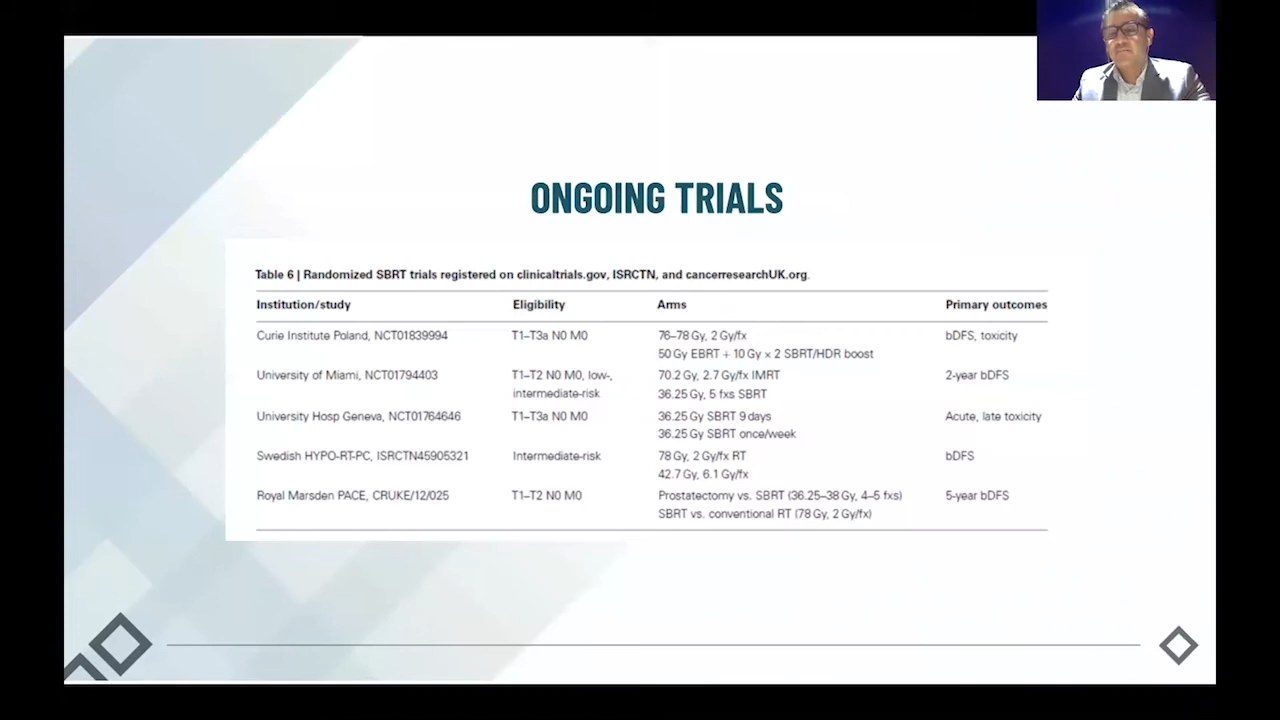 ONGOING TRIALS
Table 6 | Randomized SBRT trials registered on clinicaltrials.gov, ISRCTN, and cancerresearchUK.org.
Institution/study Eligibility Arms Primary outcomes
Curie Institute Poland, NCT01839994 T1–T3a N0 M0 76–78 Gy, 2 Gy/fx bDFS, toxicity
50 Gy EBRT + 10 Gy × 2 SBRT/HDR boost
University of Miami, NCT01794403 T1–T2 N0 M0, low-, 70.2 Gy, 2.7 Gy/fx IMRT 2-year bDFS
intermediate-risk 36.25 Gy, 5 fxs SBRT
University Hosp Geneva, NCT01764646 T1–T3a N0 M0 36.25 Gy SBRT 9 days Acute, late toxicity
36.25 Gy SBRT once/week
Swedish HYPO-RT-PC, ISRCTN45905321 Intermediate-risk 78 Gy, 2 Gy/fx RT bDFS
42.7 Gy, 6.1 Gy/fx
Royal Marsden PACE, CRUKE/12/025 T1–T2 N0 M0 Prostatectomy vs. SBRT (36.25–38 Gy, 4–5 fxs) 5-year bDFS
SBRT vs. conventional RT (78 Gy, 2 Gy/fx)